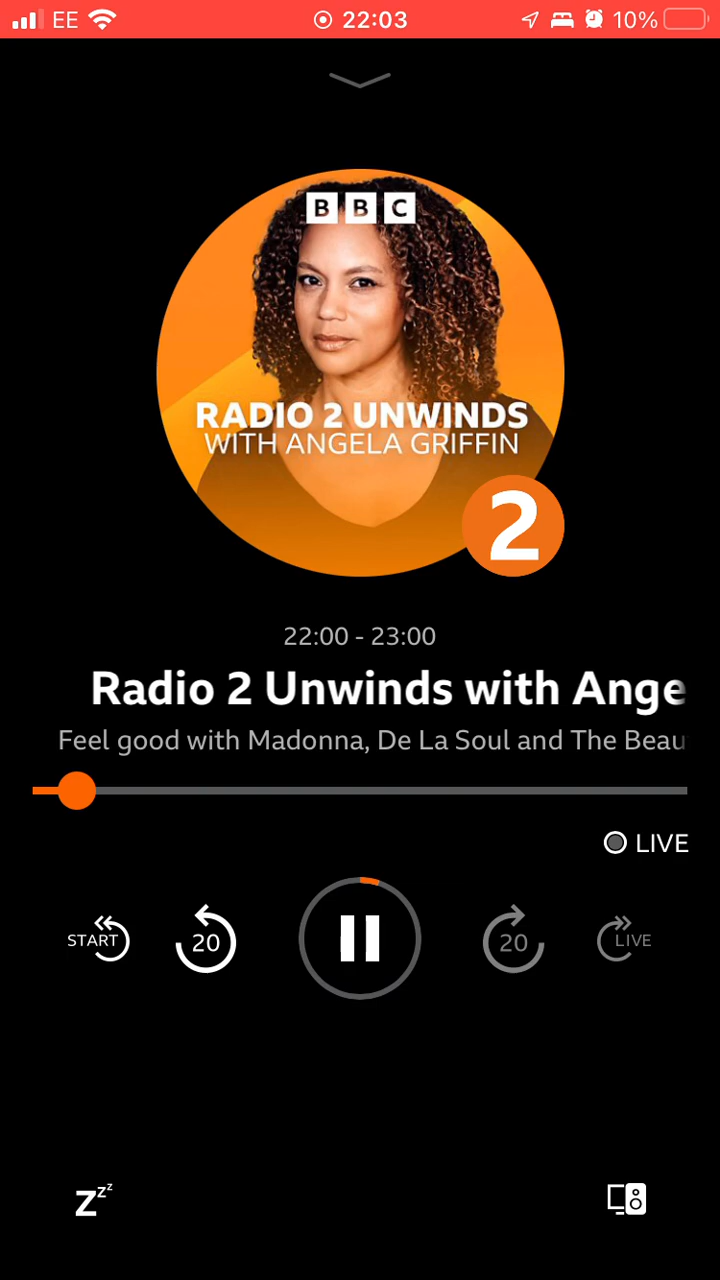 EE 22:03 10%
BBC
RADIO 2 UNWINDS
WITH ANGELA GRIFFIN
2
22:00 - 23:00
Radio 2 Unwinds with Ange
Feel good with Madonna, De La Soul and The Beau
LIVE
START 20 20 LIVE
Zzz